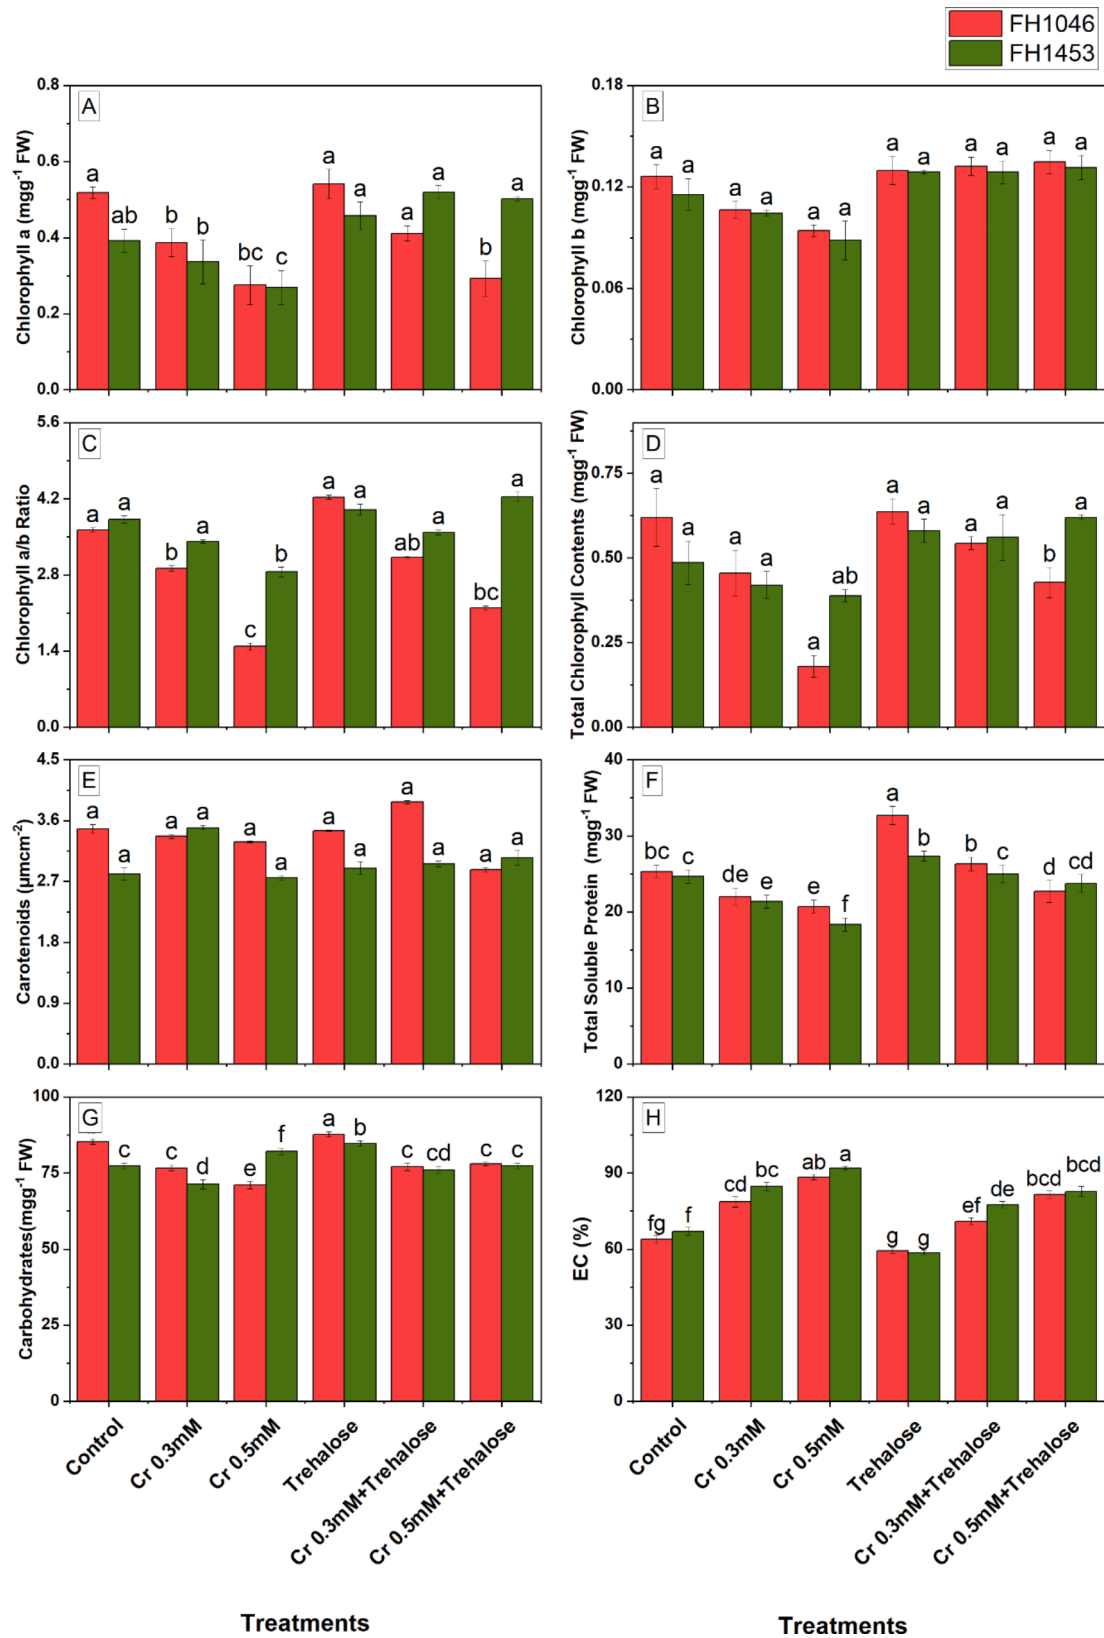 FH1046
FH1453
A
Chlorophyll a (mgg-1 FW)
0.8
0.6
0.4
0.2
0.0
a
ab
b
b
bc
c
a
a
a
a
b
a
B
Chlorophyll b (mgg-1 FW)
0.18
0.12
0.06
0.00
a
a
a
a
a
a
a
a
a
a
a
a
C
Chlorophyll a/b Ratio
5.6
4.2
2.8
1.4
0.0
a
a
b
a
c
b
a
a
ab
a
bc
a
D
Total Chlorophyll Contents (mgg-1 FW)
0.75
0.50
0.25
0.00
a
a
a
a
a
ab
a
a
a
a
b
a
E
Carotenoids (µmcm-2)
4.5
3.6
2.7
1.8
0.9
0.0
a
a
a
a
a
a
a
a
a
a
a
a
F
Total Soluble Protein (mgg-1 FW)
40
30
20
10
0
bc
c
de
e
e
f
a
b
b
c
d
cd
G
Carbohydrates(mgg-1 FW)
100
75
50
25
0
c
c
d
e
f
a
b
c
cd
c
c
H
EC (%)
120
90
60
30
0
fg
f
cd
bc
ab
a
g
g
ef
de
bcd
bcd
Control
Cr 0.3mM
Cr 0.5mM
Trehalose
Cr 0.3mM+Trehalose
Cr 0.5mM+Trehalose
Control
Cr 0.3mM
Cr 0.5mM
Trehalose
Cr 0.3mM+Trehalose
Cr 0.5mM+Trehalose
Treatments
Treatments